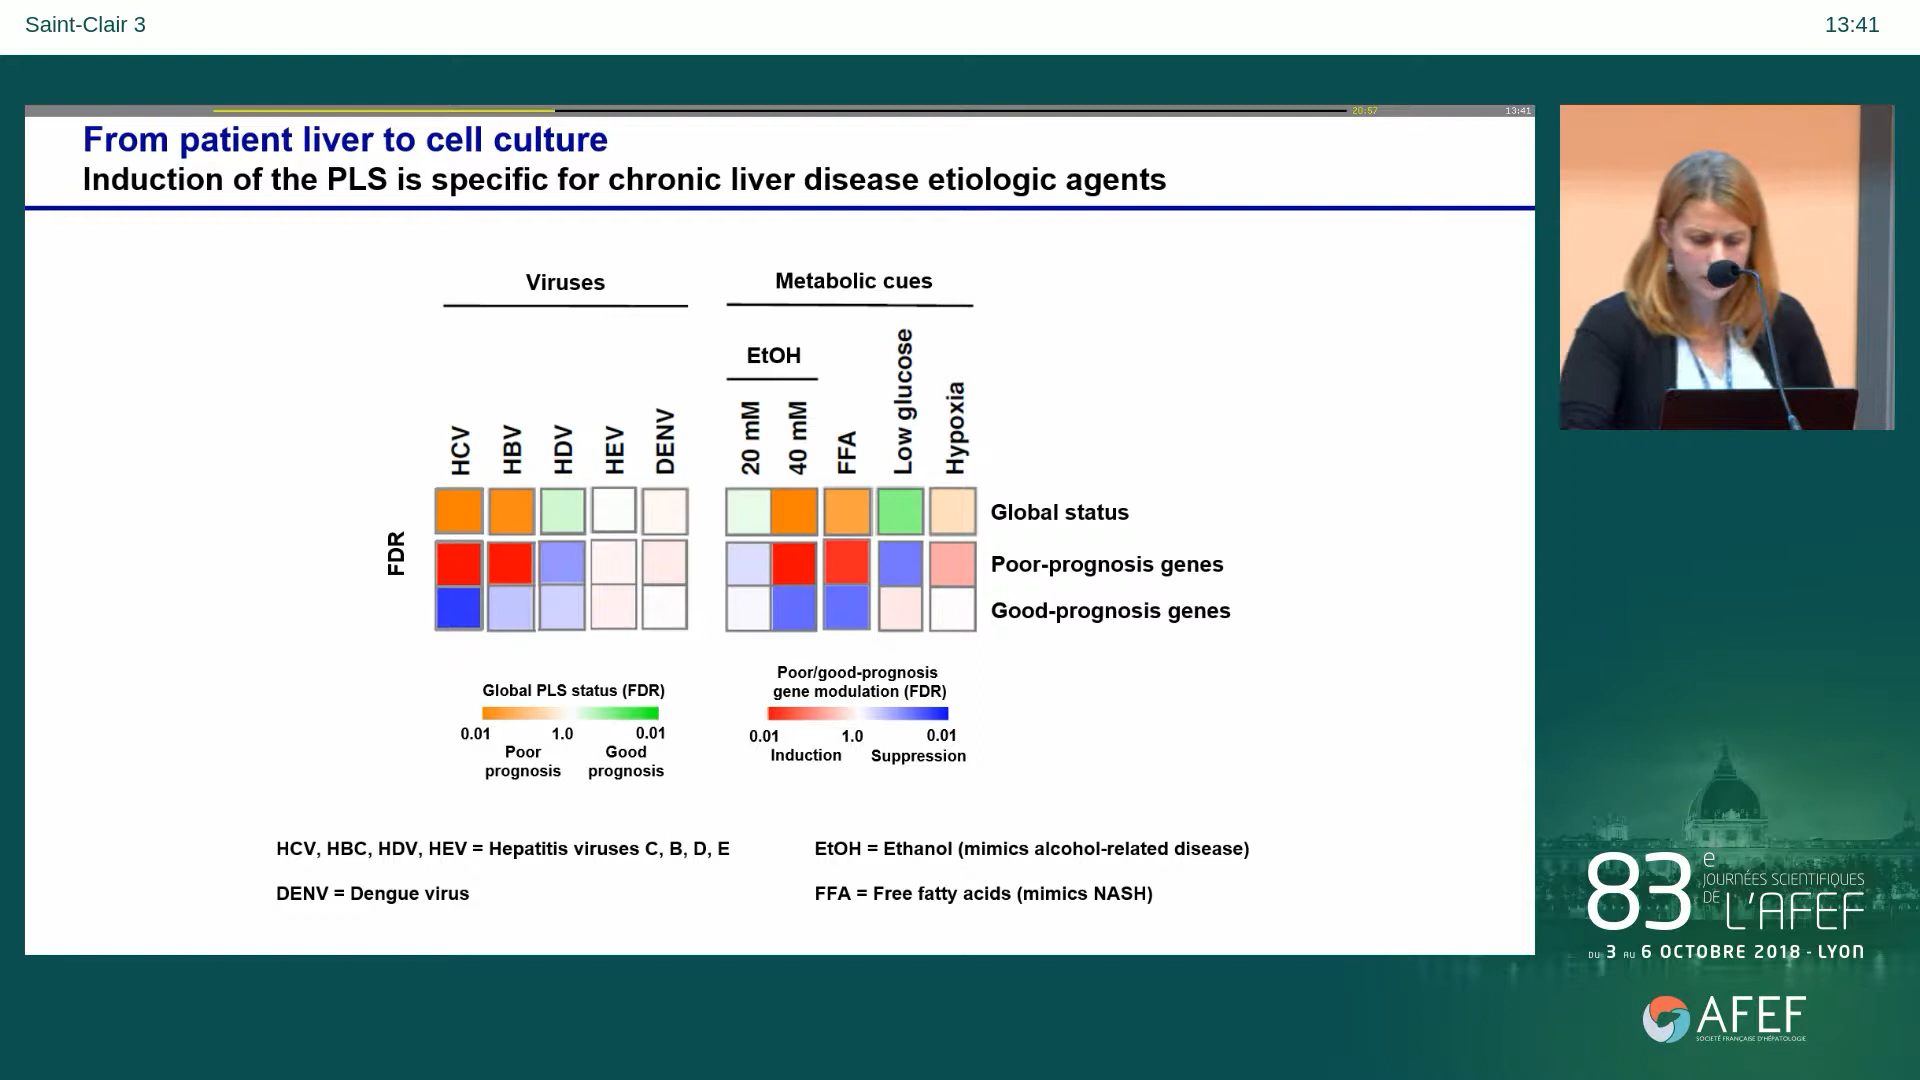 Saint-Clair 3
13:41
20:57
13:41
From patient liver to cell culture
Induction of the PLS is specific for chronic liver disease etiologic agents
Viruses
Metabolic cues
EtOH
HCV
HBV
HDV
HEV
DENV
20 mM
40 mM
FFA
Low glucose
Hypoxia
FDR
Global status
Poor-prognosis genes
Good-prognosis genes
Global PLS status (FDR)
0.01 1.0 0.01
Poor prognosis
Good prognosis
Poor/good-prognosis
gene modulation (FDR)
0.01 1.0 0.01
Induction Suppression
HCV, HBC, HDV, HEV = Hepatitis viruses C, B, D, E
DENV = Dengue virus
EtOH = Ethanol (mimics alcohol-related disease)
FFA = Free fatty acids (mimics NASH)
83e
JOURNÉES SCIENTIFIQUES
DE L'AFEF
DU 3 AU 6 OCTOBRE 2018 - LYON
AFEF
SOCIÉTÉ FRANÇAISE D'HÉPATOLOGIE